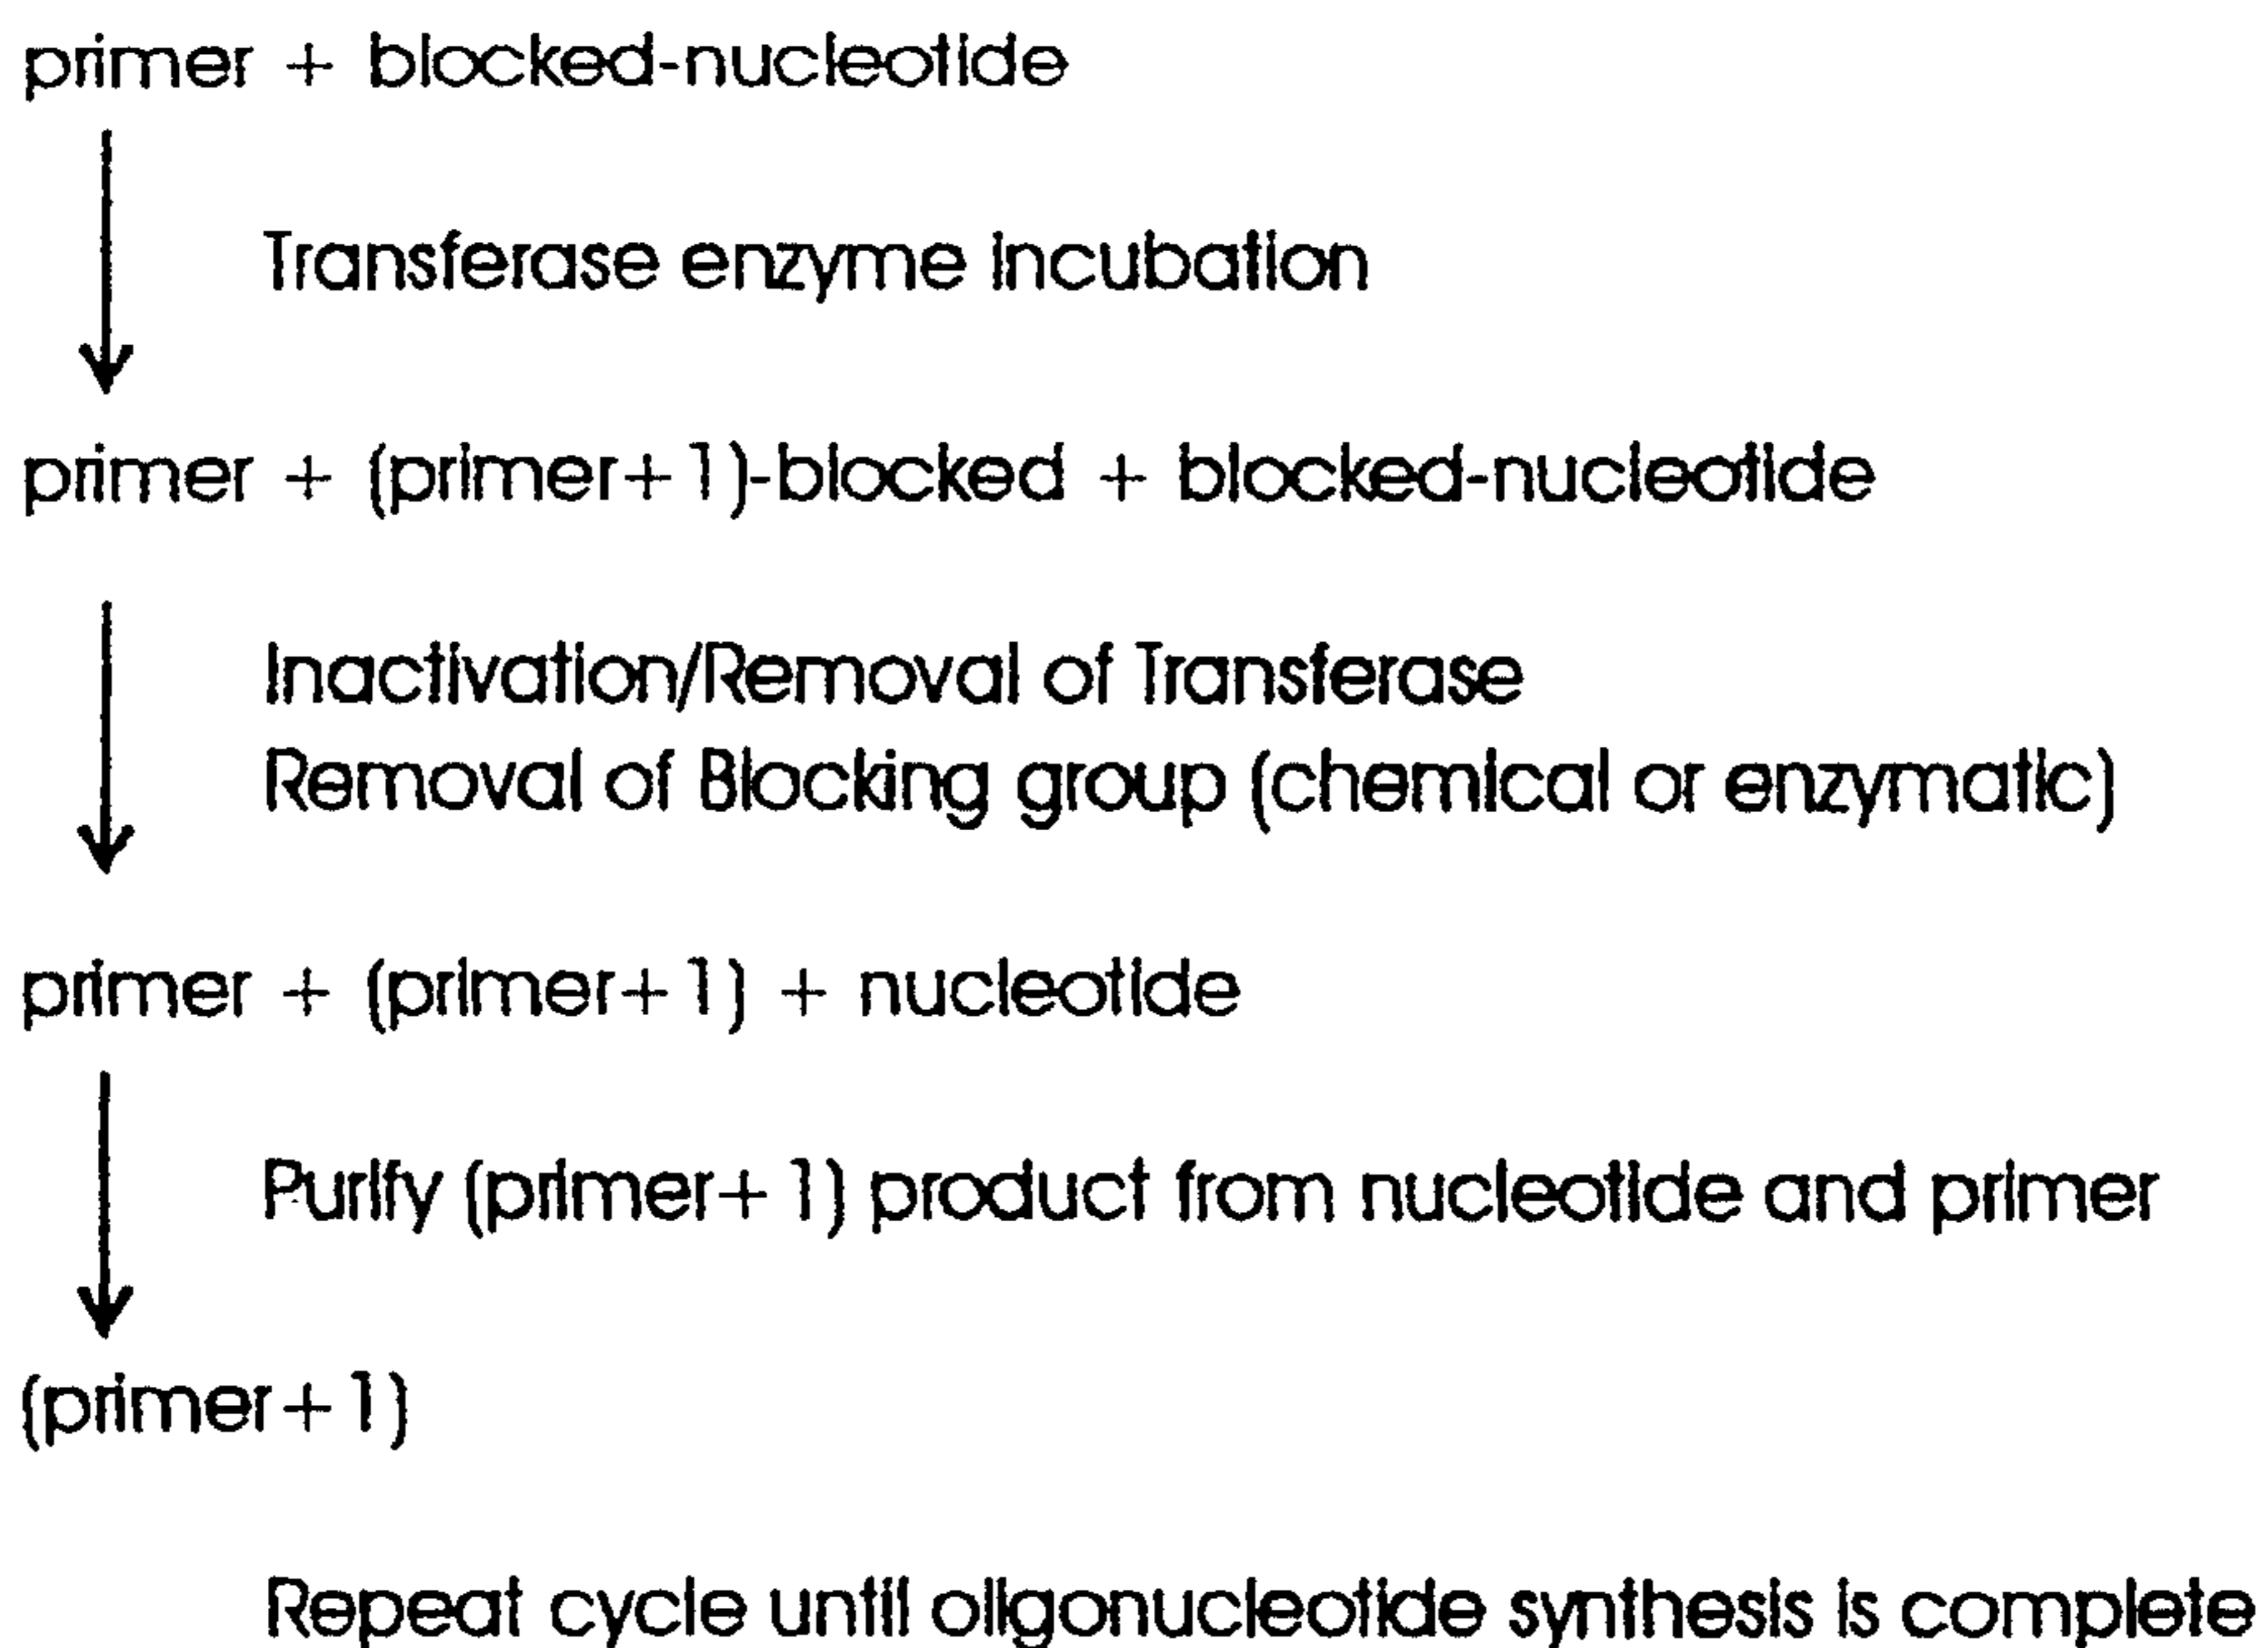 primer + blocked-nucleotide
Transferase enzyme incubation
primer + (primer+1)-blocked + blocked-nucleotide
Inactivation/Removal of Transferase
Removal of Blocking group (chemical or enzymatic)
primer + (primer+1) + nucleotide
Purify (primer+1) product from nucleotide and primer
(primer+1)
Repeat cycle until oligonucleotide synthesis is complete